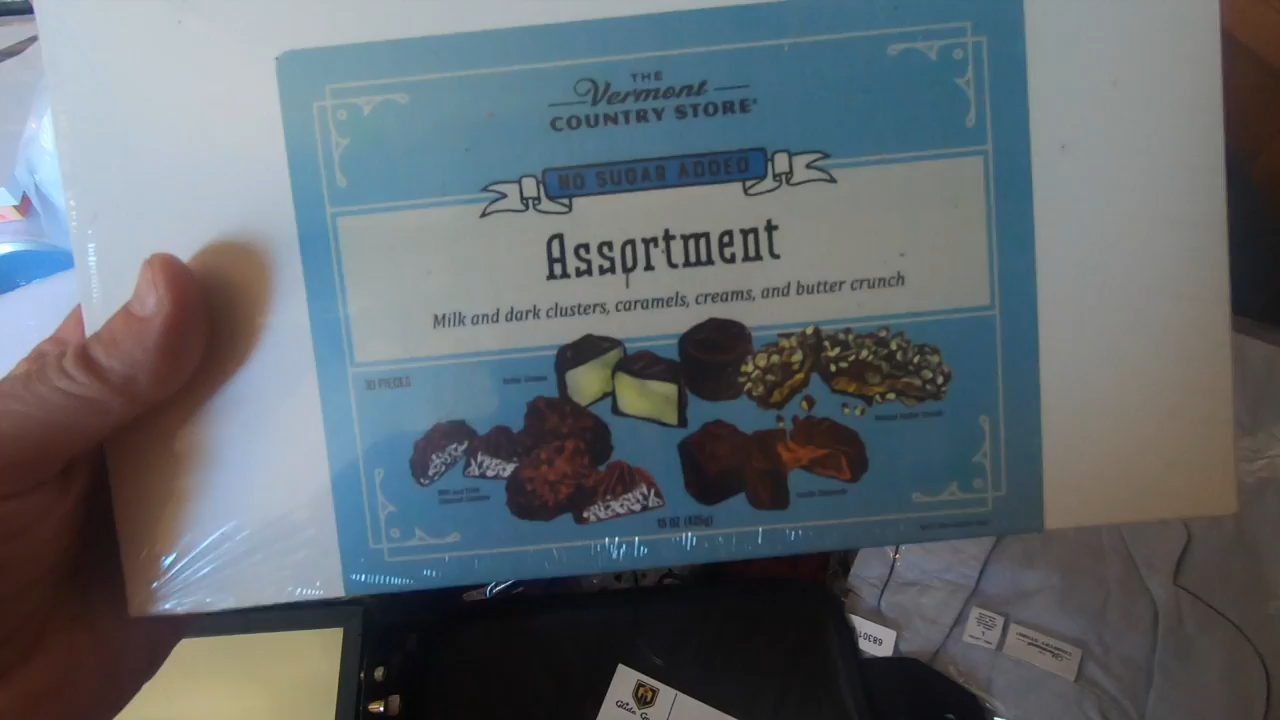 THE
Vermont
COUNTRY STORE
NO SUGAR ADDED
Assortment
Milk and dark clusters, caramels, creams, and butter crunch
15 OZ (425g)
68301